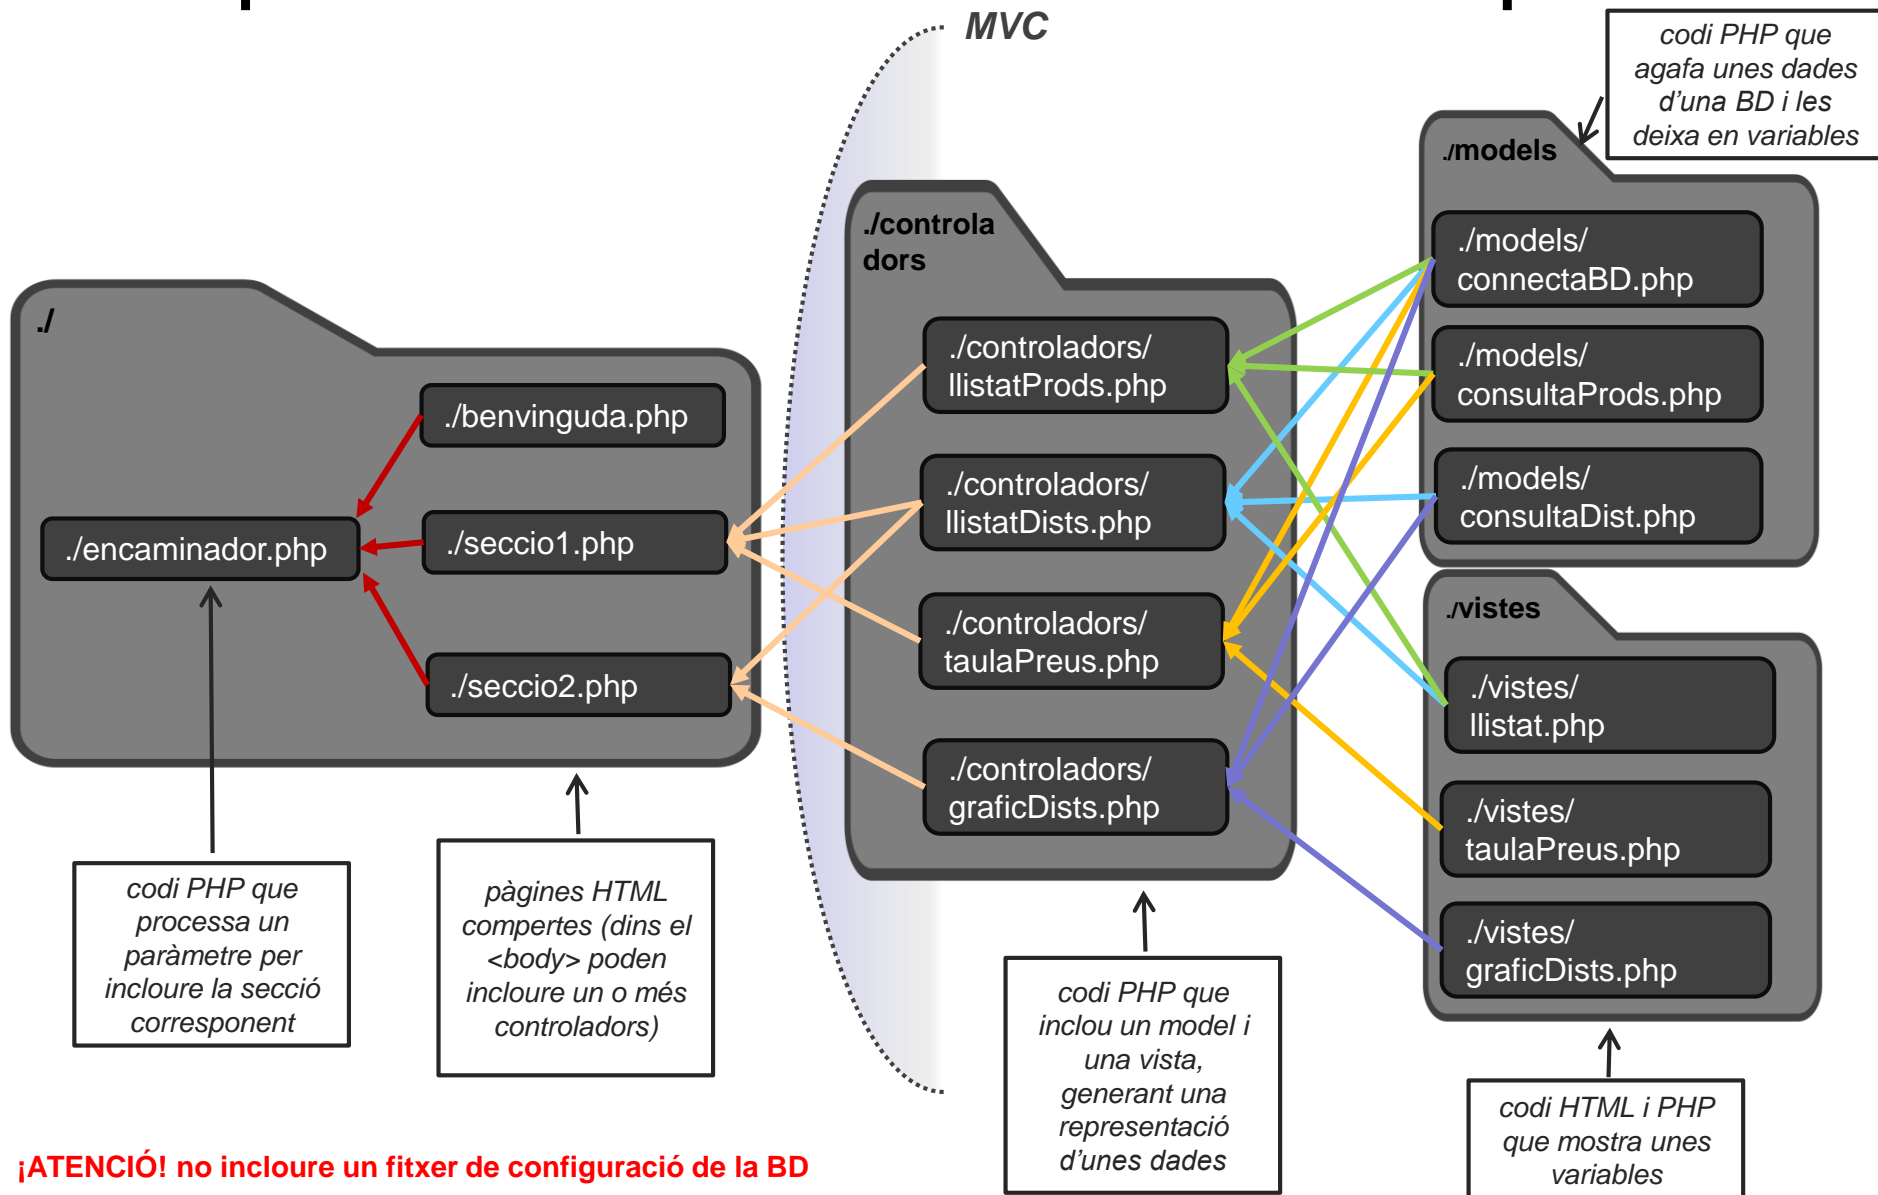 MVC
codi PHP que
agafa unes dades
d'una BD i les
deixa en variables
./models
./models/
connectaBD.php
./models/
consultaProds.php
./models/
consultaDist.php
./controla
dors
./controladors/
llistatProds.php
./controladors/
llistatDists.php
./controladors/
taulaPreus.php
./controladors/
graficDists.php
./
./benvinguda.php
./encaminador.php
./seccio1.php
./seccio2.php
./vistes
./vistes/
llistat.php
./vistes/
taulaPreus.php
./vistes/
graficDists.php
codi PHP que
processa un
paràmetre per
incloure la secció
corresponent
pàgines HTML
compertes (dins el
<body> poden
incloure un o més
controladors)
codi PHP que
inclou un model i
una vista,
generant una
representació
d'unes dades
codi HTML i PHP
que mostra unes
variables
¡ATENCIÓ! no incloure un fitxer de configuració de la BD